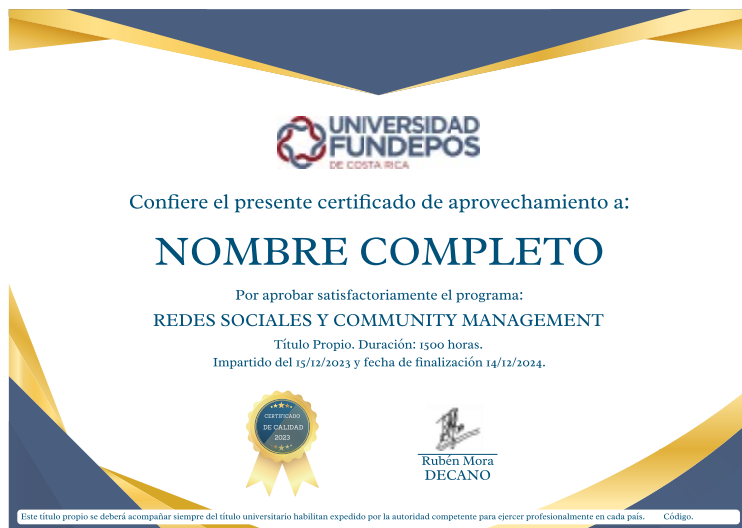 UNIVERSIDAD
FUNDEPOS
DE COSTA RICA
Confiere el presente certificado de aprovechamiento a:
NOMBRE COMPLETO
Por aprobar satisfactoriamente el programa:
REDES SOCIALES Y COMMUNITY MANAGEMENT
Título Propio. Duración: 1500 horas.
Impartido del 15/12/2023 y fecha de finalización 14/12/2024.
CERTIFICADO
DE CALIDAD
2023
Rubén Mora
DECANO
Este título propio se deberá acompañar siempre del título universitario habilitan expedido por la autoridad competente para ejercer profesionalmente en cada país. Código.